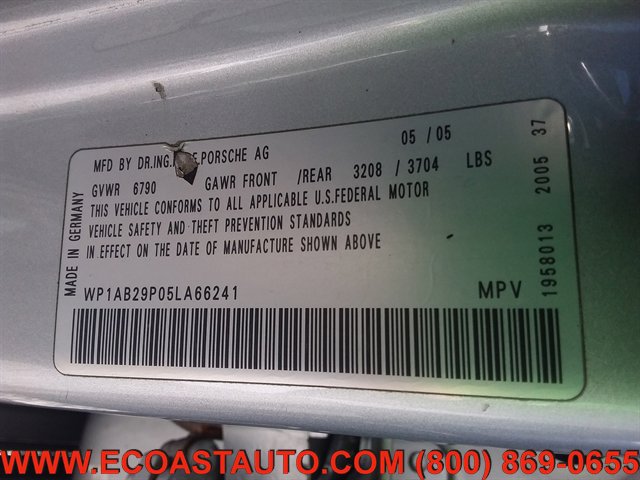 MFD BY DR.ING. F.PORSCHE AG 05 / 05
GVWR 6790 GAWR FRONT /REAR 3208 / 3704 LBS
THIS VEHICLE CONFORMS TO ALL APPLICABLE U.S.FEDERAL MOTOR
VEHICLE SAFETY AND THEFT PREVENTION STANDARDS
IN EFFECT ON THE DATE OF MANUFACTURE SHOWN ABOVE
WP1AB29P05LA66241 MPV
MADE IN GERMANY
1958013 2005 37
WWW.ECOASTAUTO.COM (800) 869-0655